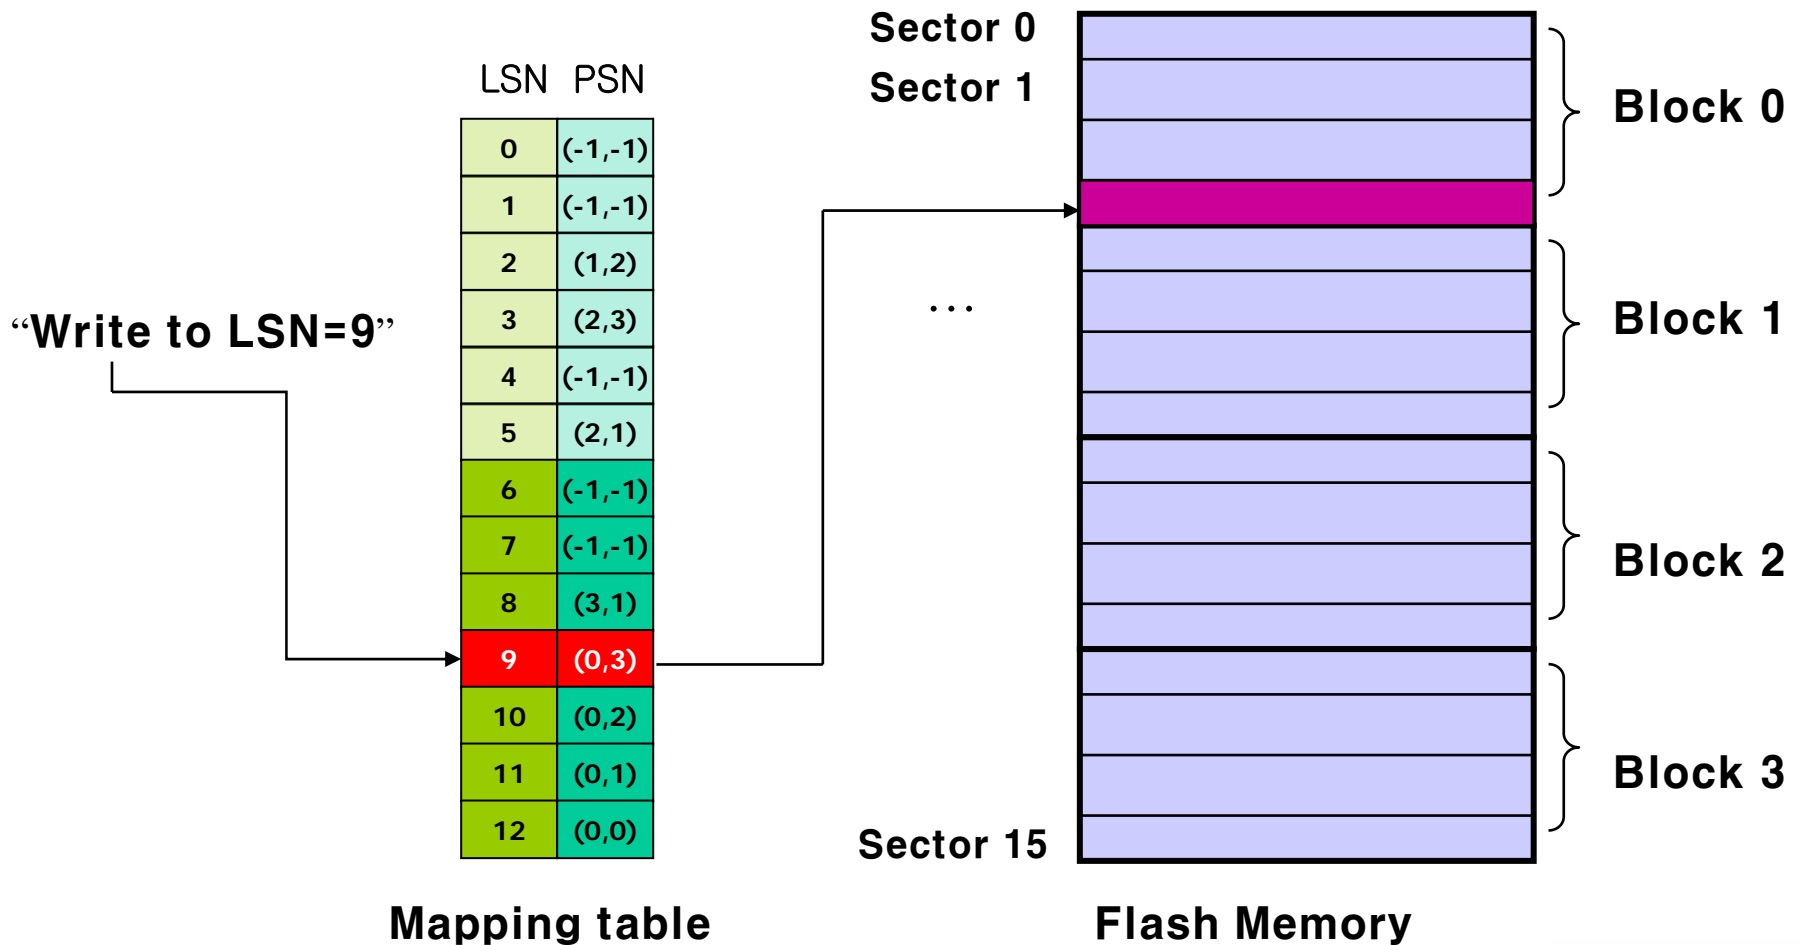 Sector 0
Sector 1
LSN PSN
Block 0
0 (-1,-1)
1 (-1,-1)
2 (1,2)
3 (2,3)
4 (-1,-1)
5 (2,1)
6 (-1,-1)
7 (-1,-1)
8 (3,1)
9 (0,3)
10 (0,2)
11 (0,1)
12 (0,0)
“Write to LSN=9”
...
Block 1
Block 2
Block 3
Sector 15
Mapping table
Flash Memory